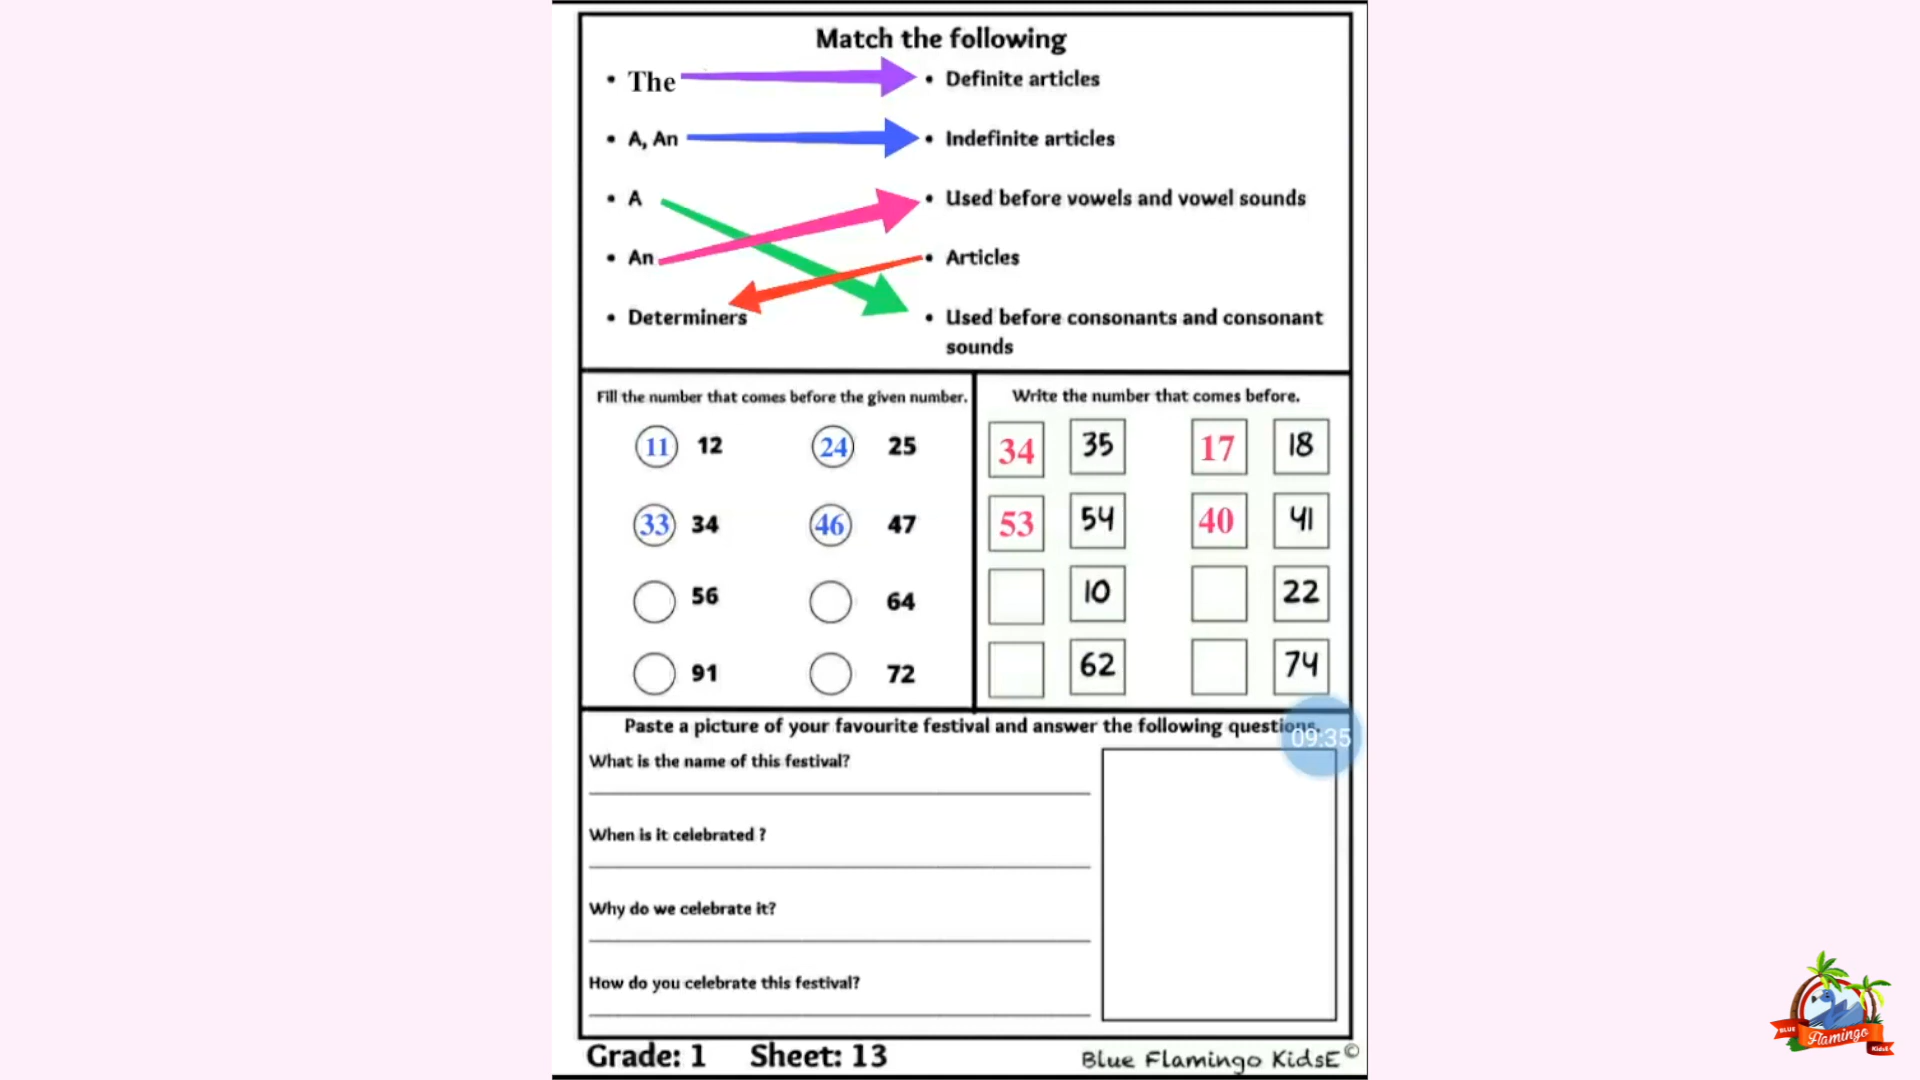 Match the following
• The • Definite articles
• A, An • Indefinite articles
• A • Used before vowels and vowel sounds
• An • Articles
• Determiners • Used before consonants and consonant
sounds
Fill the number that comes before the given number.
11 12 24 25
33 34 46 47
56 64
91 72
Write the number that comes before.
34 35 17 18
53 54 40 41
10 22
62 74
Paste a picture of your favourite festival and answer the following questions.
09:35
What is the name of this festival?
When is it celebrated ?
Why do we celebrate it?
How do you celebrate this festival?
Grade: 1 Sheet: 13 Blue Flamingo KidsE©
BLUE Flamingo KidsE